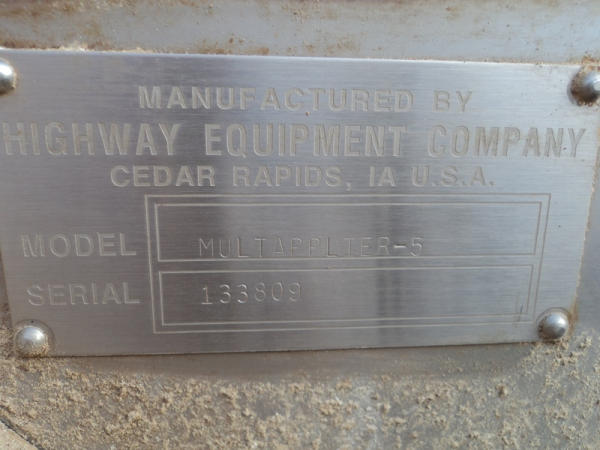 MANUFACTURED BY
HIGHWAY EQUIPMENT COMPANY
CEDAR RAPIDS, IA U.S.A.
MODEL MULTAPPLIER-5
SERIAL 133809